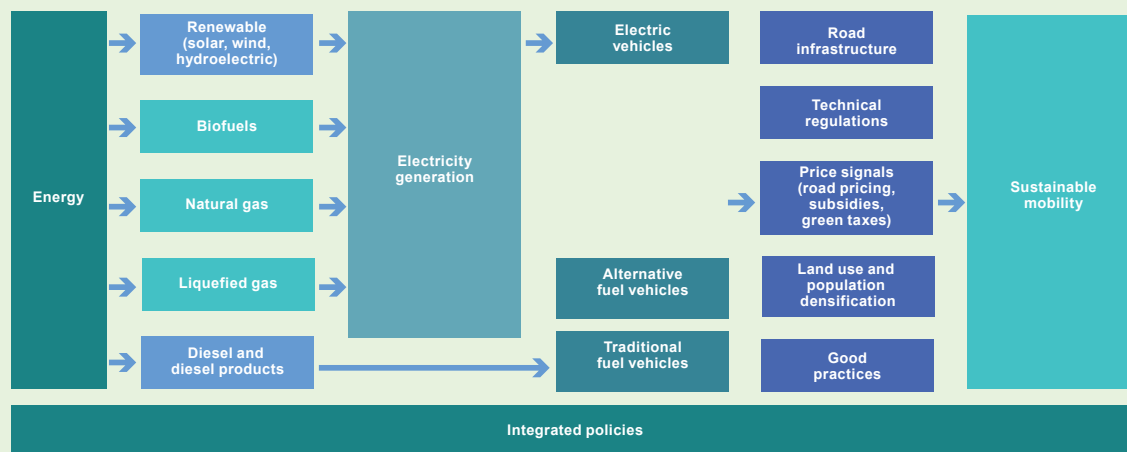 Energy
Renewable
(solar, wind,
hydroelectric)
Biofuels
Natural gas
Liquefied gas
Diesel and
diesel products
Electricity
generation
Electric
vehicles
Alternative
fuel vehicles
Traditional
fuel vehicles
Road
infrastructure
Technical
regulations
Price signals
(road pricing,
subsidies,
green taxes)
Land use and
population
densification
Good
practices
Sustainable
mobility
Integrated policies